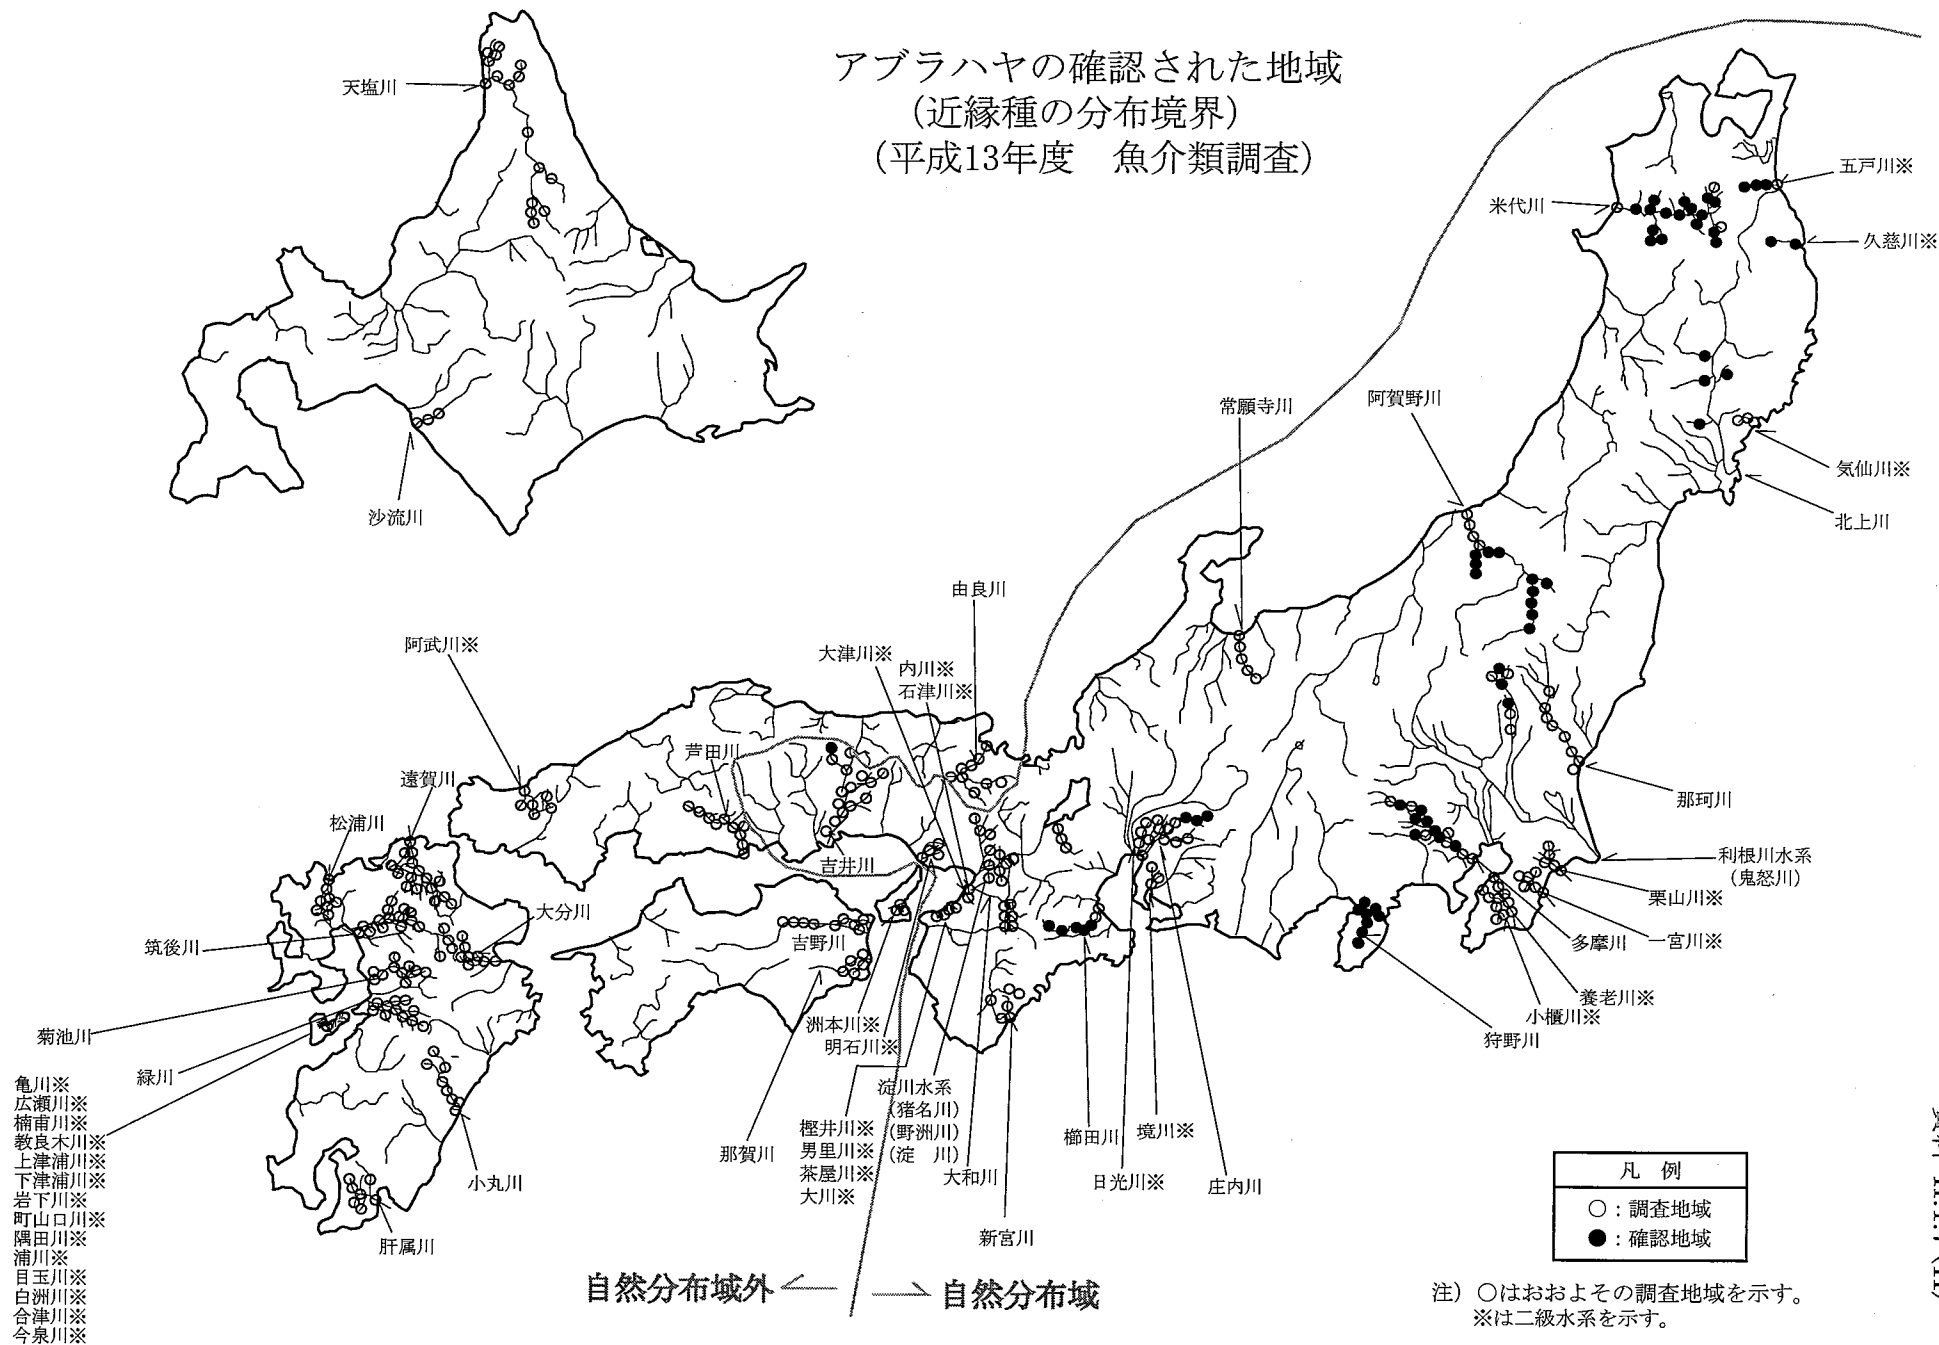 アブラハヤの確認された地域
(近縁種の分布境界)
(平成13年度　魚介類調査)
天塩川
沙流川
五戸川※
米代川
久慈川※
常願寺川
阿賀野川
気仙川※
北上川
由良川
阿武川※
大津川※
内川※
石津川※
芦田川
遠賀川
松浦川
吉井川
那珂川
利根川水系
(鬼怒川)
栗山川※
一宮川※
多摩川
養老川※
小櫃川※
狩野川
大分川
筑後川
吉野川
菊池川
緑川
洲本川※
明石川※
淀川水系
(猪名川)
(野洲川)
(淀　川)
樫井川※
男里川※
茶屋川※
大川※
那賀川
大和川
新宮川
櫛田川
境川※
日光川※
庄内川
小丸川
肝属川
亀川※
広瀬川※
楠甫川※
教良木川※
上津浦川※
下津浦川※
岩下川※
町山口川※
隅田川※
浦川※
目玉川※
白洲川※
合津川※
今泉川※
自然分布域外
自然分布域
凡　例
○：調査地域
●：確認地域
注）○はおおよその調査地域を示す。
※は二級水系を示す。